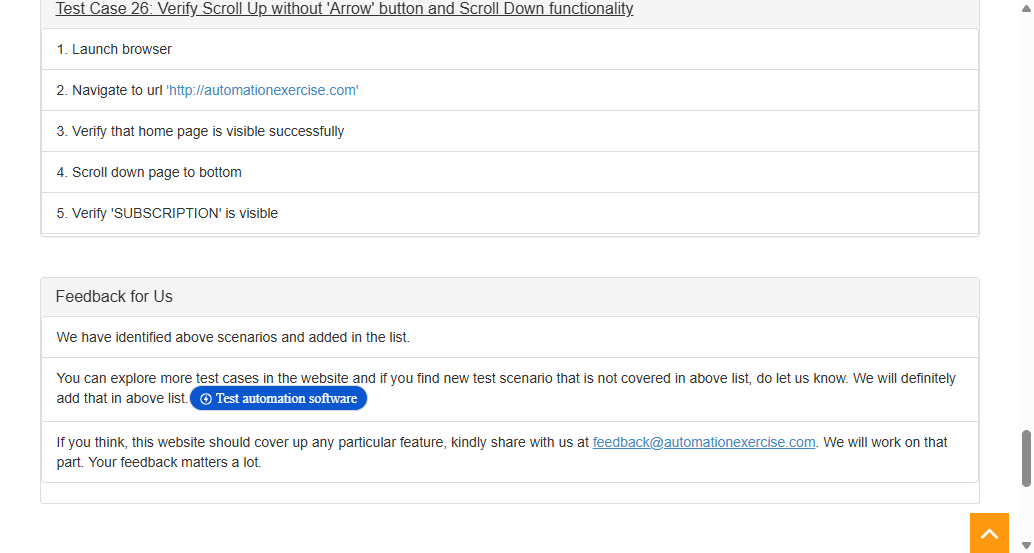 Test Case 26: Verify Scroll Up without 'Arrow' button and Scroll Down functionality
1. Launch browser
2. Navigate to url 'http://automationexercise.com'
3. Verify that home page is visible successfully
4. Scroll down page to bottom
5. Verify 'SUBSCRIPTION' is visible
Feedback for Us
We have identified above scenarios and added in the list.
You can explore more test cases in the website and if you find new test scenario that is not covered in above list, do let us know. We will definitely
add that in above list. Test automation software
If you think, this website should cover up any particular feature, kindly share with us at feedback@automationexercise.com. We will work on that
part. Your feedback matters a lot.